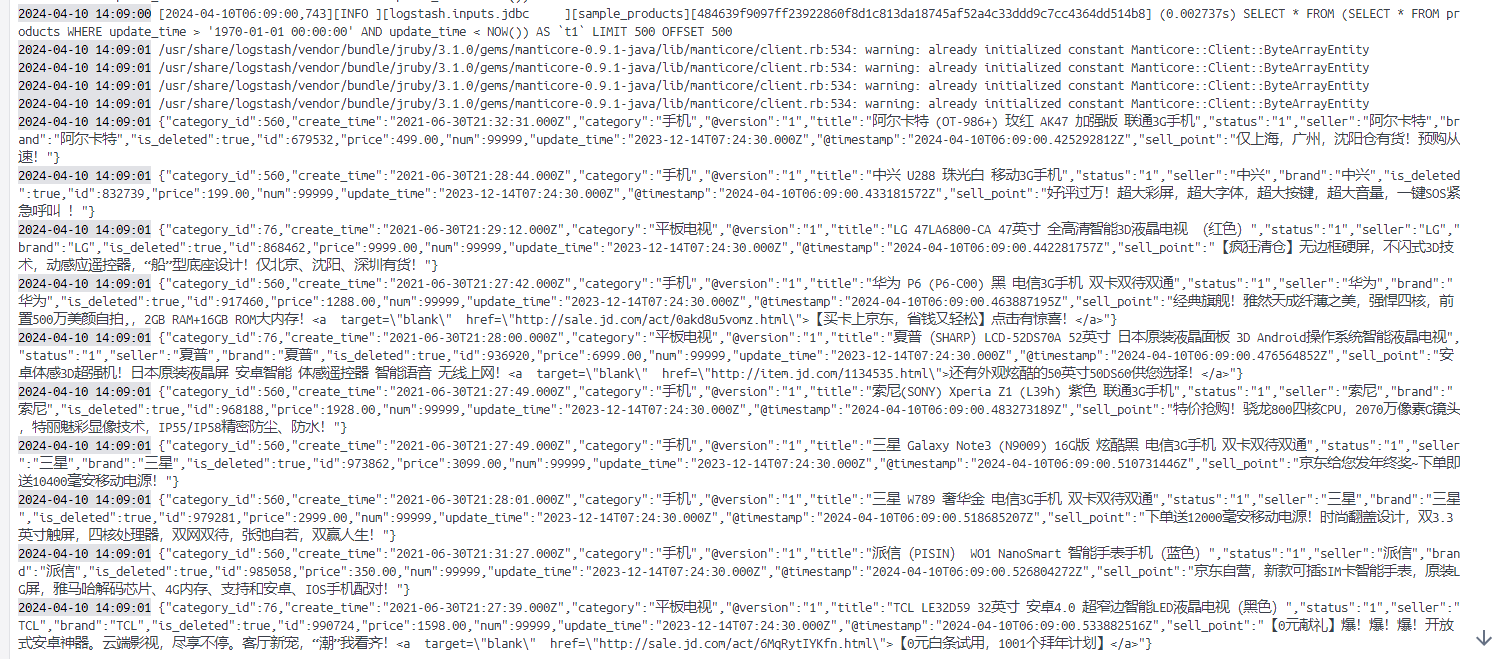 2024-04-10 14:09:00 [2024-04-10T06:09:00,743][INFO ][logstash.inputs.jdbc     ][sample_products][484639f9097ff23922860f8d1c813da18745af52a4c33ddd9c7cc4364dd514b8] (0.002737s) SELECT * FROM (SELECT * FROM pr
oducts WHERE update_time > '1970-01-01 00:00:00' AND update_time < NOW()) AS `t1` LIMIT 500 OFFSET 500
2024-04-10 14:09:01 /usr/share/logstash/vendor/bundle/jruby/3.1.0/gems/manticore-0.9.1-java/lib/manticore/client.rb:534: warning: already initialized constant Manticore::Client::ByteArrayEntity
2024-04-10 14:09:01 /usr/share/logstash/vendor/bundle/jruby/3.1.0/gems/manticore-0.9.1-java/lib/manticore/client.rb:534: warning: already initialized constant Manticore::Client::ByteArrayEntity
2024-04-10 14:09:01 /usr/share/logstash/vendor/bundle/jruby/3.1.0/gems/manticore-0.9.1-java/lib/manticore/client.rb:534: warning: already initialized constant Manticore::Client::ByteArrayEntity
2024-04-10 14:09:01 /usr/share/logstash/vendor/bundle/jruby/3.1.0/gems/manticore-0.9.1-java/lib/manticore/client.rb:534: warning: already initialized constant Manticore::Client::ByteArrayEntity
2024-04-10 14:09:01 {"category_id":560,"create_time":"2021-06-30T21:32:31.000Z","category":"手机","@version":"1","title":"阿尔卡特 (OT-986+) 玫红 AK47 加强版 联通3G手机","status":"1","seller":"阿尔卡特","br
and":"阿尔卡特","is_deleted":true,"id":679532,"price":499.00,"num":99999,"update_time":"2023-12-14T07:24:30.000Z","@timestamp":"2024-04-10T06:09:00.425292812Z","sell_point":"仅上海，广州，沈阳仓有货！预购从
速！"}
2024-04-10 14:09:01 {"category_id":560,"create_time":"2021-06-30T21:28:44.000Z","category":"手机","@version":"1","title":"中兴 U288 珠光白 移动3G手机","status":"1","seller":"中兴","brand":"中兴","is_deleted
":true,"id":832739,"price":199.00,"num":99999,"update_time":"2023-12-14T07:24:30.000Z","@timestamp":"2024-04-10T06:09:00.433181572Z","sell_point":"好评过万！超大彩屏，超大字体，超大按键，超大音量，一键SOS紧
急呼叫 ！"}
2024-04-10 14:09:01 {"category_id":76,"create_time":"2021-06-30T21:29:12.000Z","category":"平板电视","@version":"1","title":"LG 47LA6800-CA 47英寸 全高清智能3D液晶电视 （红色）","status":"1","seller":"LG","
brand":"LG","is_deleted":true,"id":868462,"price":9999.00,"num":99999,"update_time":"2023-12-14T07:24:30.000Z","@timestamp":"2024-04-10T06:09:00.442281757Z","sell_point":"【疯狂清仓】无边框硬屏，不闪式3D技
术，动感应遥控器，“船”型底座设计！仅北京、沈阳、深圳有货！"}
2024-04-10 14:09:01 {"category_id":560,"create_time":"2021-06-30T21:27:42.000Z","category":"手机","@version":"1","title":"华为 P6 (P6-C00) 黑 电信3G手机 双卡双待双通","status":"1","seller":"华为","brand":"
华为","is_deleted":true,"id":917460,"price":1288.00,"num":99999,"update_time":"2023-12-14T07:24:30.000Z","@timestamp":"2024-04-10T06:09:00.463887195Z","sell_point":"经典旗舰！雅然天成纤薄之美，强悍四核，前
置500万美颜自拍,，2GB RAM+16GB ROM大内存！<a  target=\"blank\"  href=\"http://sale.jd.com/act/0akd8u5vomz.html\">【买卡上京东，省钱又轻松】点击有惊喜！</a>"}
2024-04-10 14:09:01 {"category_id":76,"create_time":"2021-06-30T21:28:00.000Z","category":"平板电视","@version":"1","title":"夏普（SHARP）LCD-52DS70A 52英寸 日本原装液晶面板 3D Android操作系统智能液晶电视",
"status":"1","seller":"夏普","brand":"夏普","is_deleted":true,"id":936920,"price":6999.00,"num":99999,"update_time":"2023-12-14T07:24:30.000Z","@timestamp":"2024-04-10T06:09:00.476564852Z","sell_point":"安
卓体感3D超强机！日本原装液晶屏 安卓智能 体感遥控器 智能语音 无线上网！<a  target=\"blank\"  href=\"http://item.jd.com/1134535.html\">还有外观炫酷的50英寸50DS60供您选择！</a>"}
2024-04-10 14:09:01 {"category_id":560,"create_time":"2021-06-30T21:27:49.000Z","category":"手机","@version":"1","title":"索尼(SONY) Xperia Z1 (L39h) 紫色 联通3G手机","status":"1","seller":"索尼","brand":"
索尼","is_deleted":true,"id":968188,"price":1928.00,"num":99999,"update_time":"2023-12-14T07:24:30.000Z","@timestamp":"2024-04-10T06:09:00.483273189Z","sell_point":"特价抢购！骁龙800四核CPU，2070万像素G镜头
，特丽魅彩显像技术，IP55/IP58精密防尘、防水！"}
2024-04-10 14:09:01 {"category_id":560,"create_time":"2021-06-30T21:27:49.000Z","category":"手机","@version":"1","title":"三星 Galaxy Note3 (N9009) 16G版 炫酷黑 电信3G手机 双卡双待双通","status":"1","seller
":"三星","brand":"三星","is_deleted":true,"id":973862,"price":3099.00,"num":99999,"update_time":"2023-12-14T07:24:30.000Z","@timestamp":"2024-04-10T06:09:00.510731446Z","sell_point":"京东给您发年终奖~下单即
送10400毫安移动电源！"}
2024-04-10 14:09:01 {"category_id":560,"create_time":"2021-06-30T21:28:01.000Z","category":"手机","@version":"1","title":"三星 W789 奢华金 电信3G手机 双卡双待双通","status":"1","seller":"三星","brand":"三星
","is_deleted":true,"id":979281,"price":2999.00,"num":99999,"update_time":"2023-12-14T07:24:30.000Z","@timestamp":"2024-04-10T06:09:00.518685207Z","sell_point":"下单送12000毫安移动电源！时尚翻盖设计，双3.3
英寸触屏，四核处理器，双网双待，张弛自若，双赢人生！"}
2024-04-10 14:09:01 {"category_id":560,"create_time":"2021-06-30T21:31:27.000Z","category":"手机","@version":"1","title":"派信（PISIN） WO1 NanoSmart 智能手表手机（蓝色）","status":"1","seller":"派信","bran
d":"派信","is_deleted":true,"id":985058,"price":350.00,"num":99999,"update_time":"2023-12-14T07:24:30.000Z","@timestamp":"2024-04-10T06:09:00.526804272Z","sell_point":"京东自营，新款可插SIM卡智能手表，原装L
G屏，雅马哈解码芯片、4G内存、支持和安卓、IOS手机配对！"}
2024-04-10 14:09:01 {"category_id":76,"create_time":"2021-06-30T21:27:39.000Z","category":"平板电视","@version":"1","title":"TCL LE32D59 32英寸 安卓4.0 超窄边智能LED液晶电视（黑色）","status":"1","seller":"
TCL","brand":"TCL","is_deleted":true,"id":990724,"price":1598.00,"num":99999,"update_time":"2023-12-14T07:24:30.000Z","@timestamp":"2024-04-10T06:09:00.533882516Z","sell_point":"【0元献礼】爆！爆！爆！开放
式安卓神器。云端影视，尽享不停。客厅新宠，“潮”我看齐！<a  target=\"blank\"  href=\"http://sale.jd.com/act/6MqRytIYKfn.html\">【0元白条试用，1001个拜年计划】</a>"}